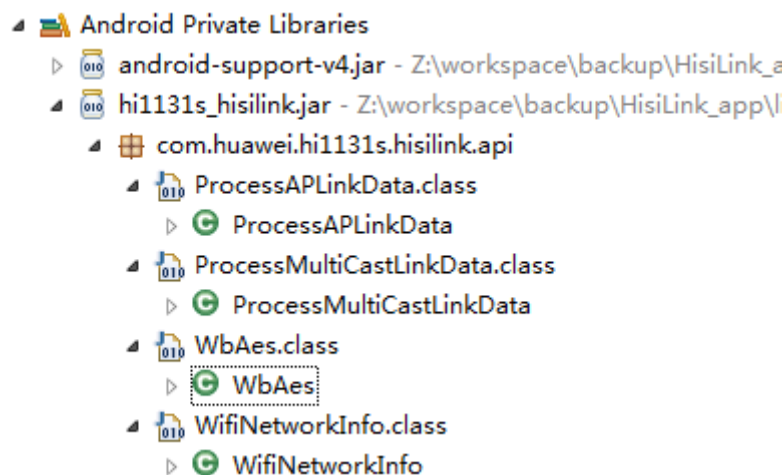 Android Private Libraries
android-support-v4.jar - Z:\workspace\backup\HisiLink_a
hi1131s_hisilink.jar - Z:\workspace\backup\HisiLink_app\li
com.huawei.hi1131s.hisilink.api
ProcessAPLinkData.class
ProcessAPLinkData
ProcessMultiCastLinkData.class
ProcessMultiCastLinkData
WbAes.class
WbAes
WifiNetworkInfo.class
WifiNetworkInfo